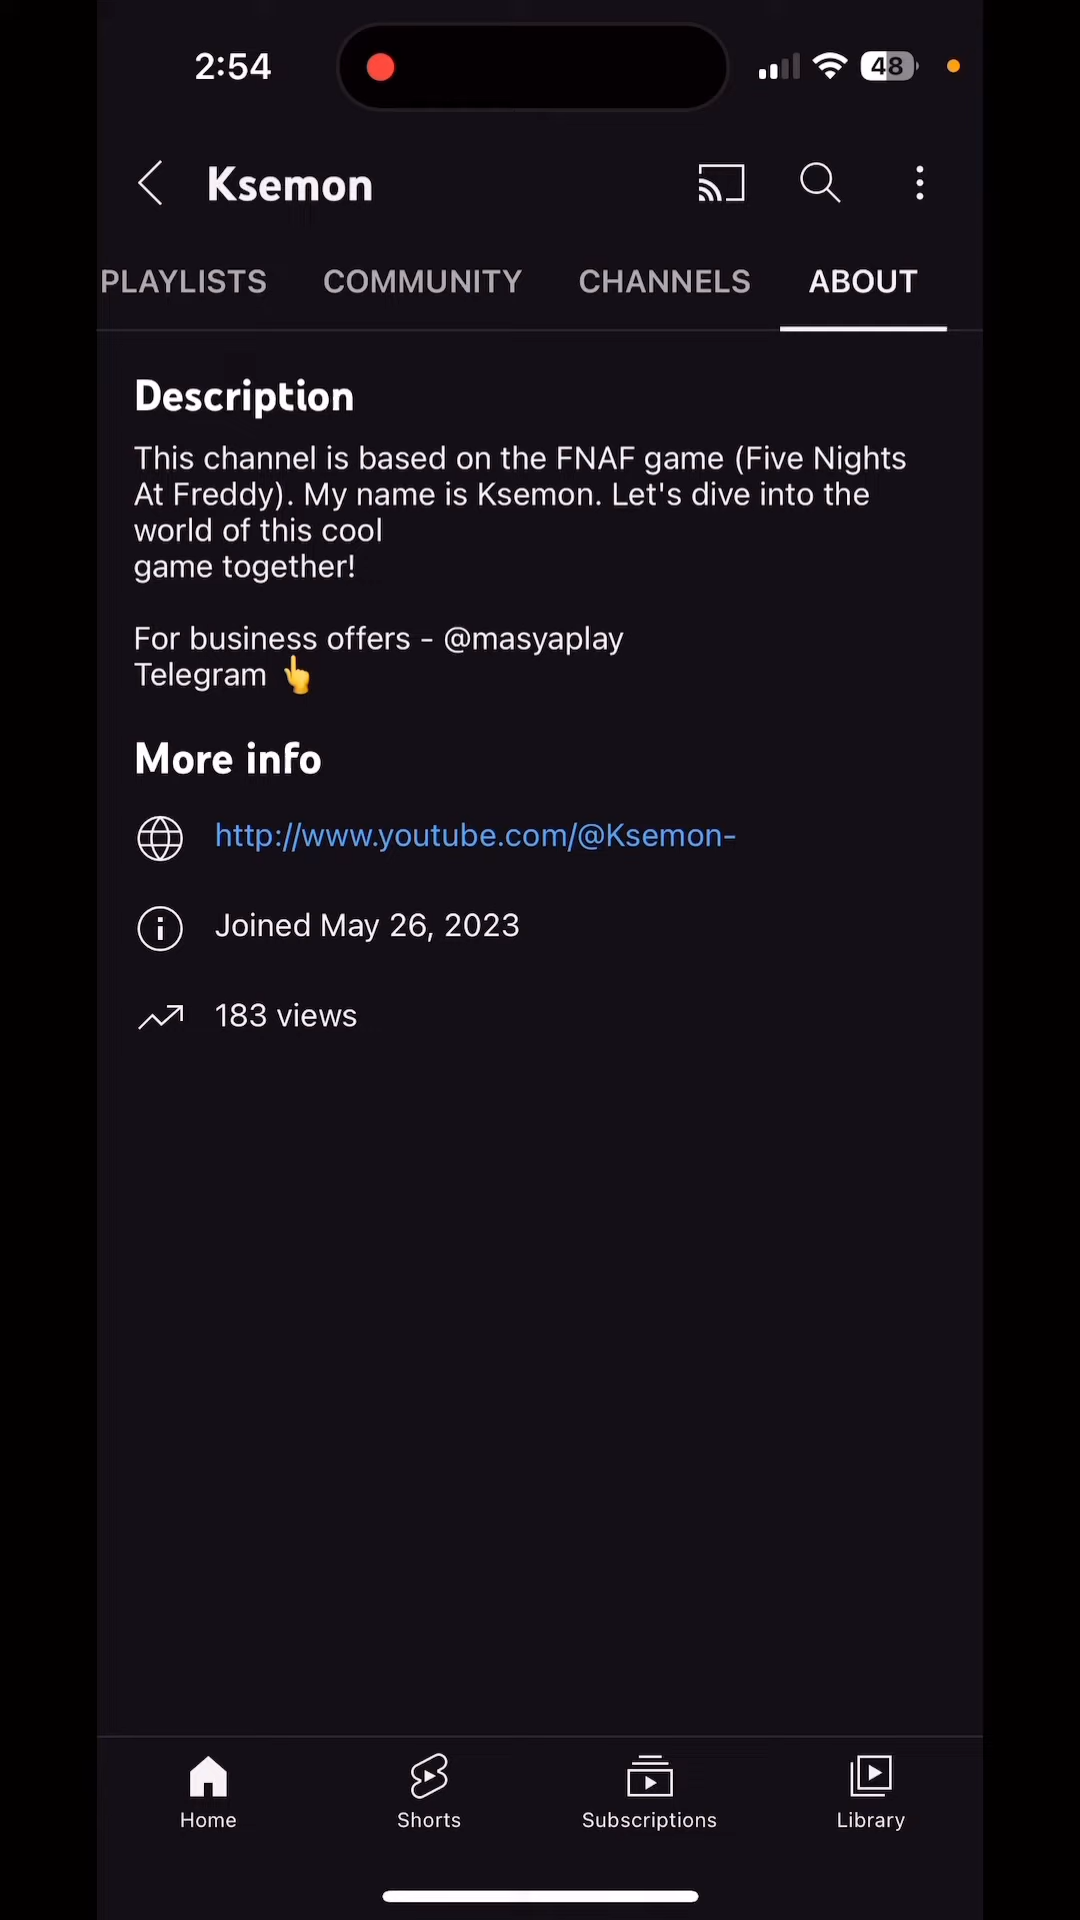 2:54
48
Ksemon
PLAYLISTS COMMUNITY CHANNELS ABOUT
Description
This channel is based on the FNAF game (Five Nights
At Freddy). My name is Ksemon. Let's dive into the
world of this cool
game together!
For business offers - @masyaplay
Telegram 👆
More info
http://www.youtube.com/@Ksemon-
Joined May 26, 2023
183 views
Home Shorts Subscriptions Library